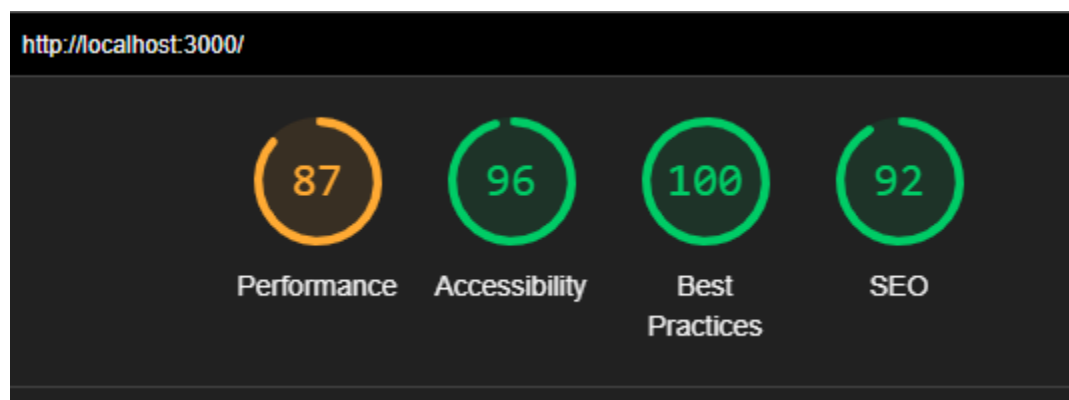 http://localhost:3000/
87 96 100 92
Performance Accessibility Best SEO
Practices